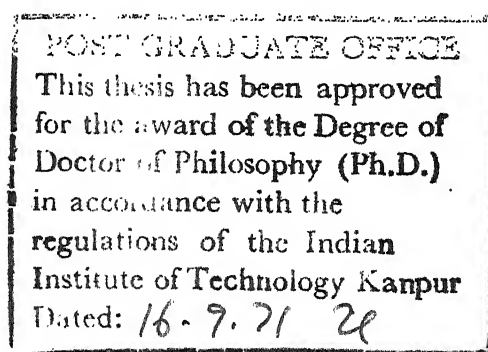 POST GRADUATE OFFICE
This thesis has been approved
for the award of the Degree of
Doctor of Philosophy (Ph.D.)
in accordance with the
regulations of the Indian
Institute of Technology Kanpur
Dated: 16.9.71